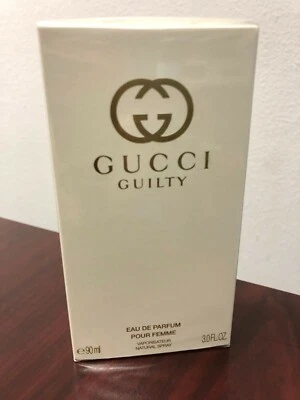 GUCCI
GUILTY
EAU DE PARFUM
POUR FEMME
VAPORISATEUR
NATURAL SPRAY
℮ 90 ml
3.0 FL.OZ.